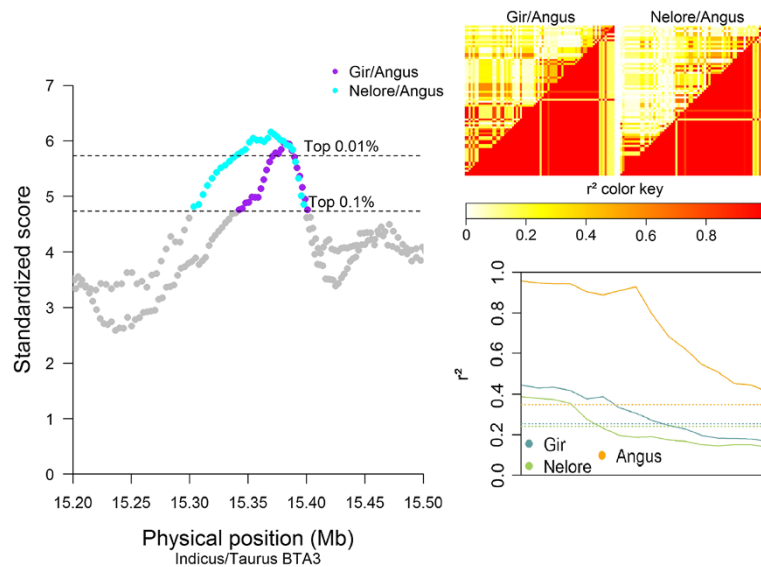 Gir/Angus
Nelore/Angus
7
6
5
4
3
2
1
0
Standardized score
Gir/Angus
Nelore/Angus
Top 0.01%
Top 0.1%
15.20
15.25
15.30
15.35
15.40
15.45
15.50
Physical position (Mb)
Indicus/Taurus BTA3
r² color key
0
0.2
0.4
0.6
0.8
1.0
0.8
0.6
0.4
0.2
0.0
r²
Gir
Nelore
Angus